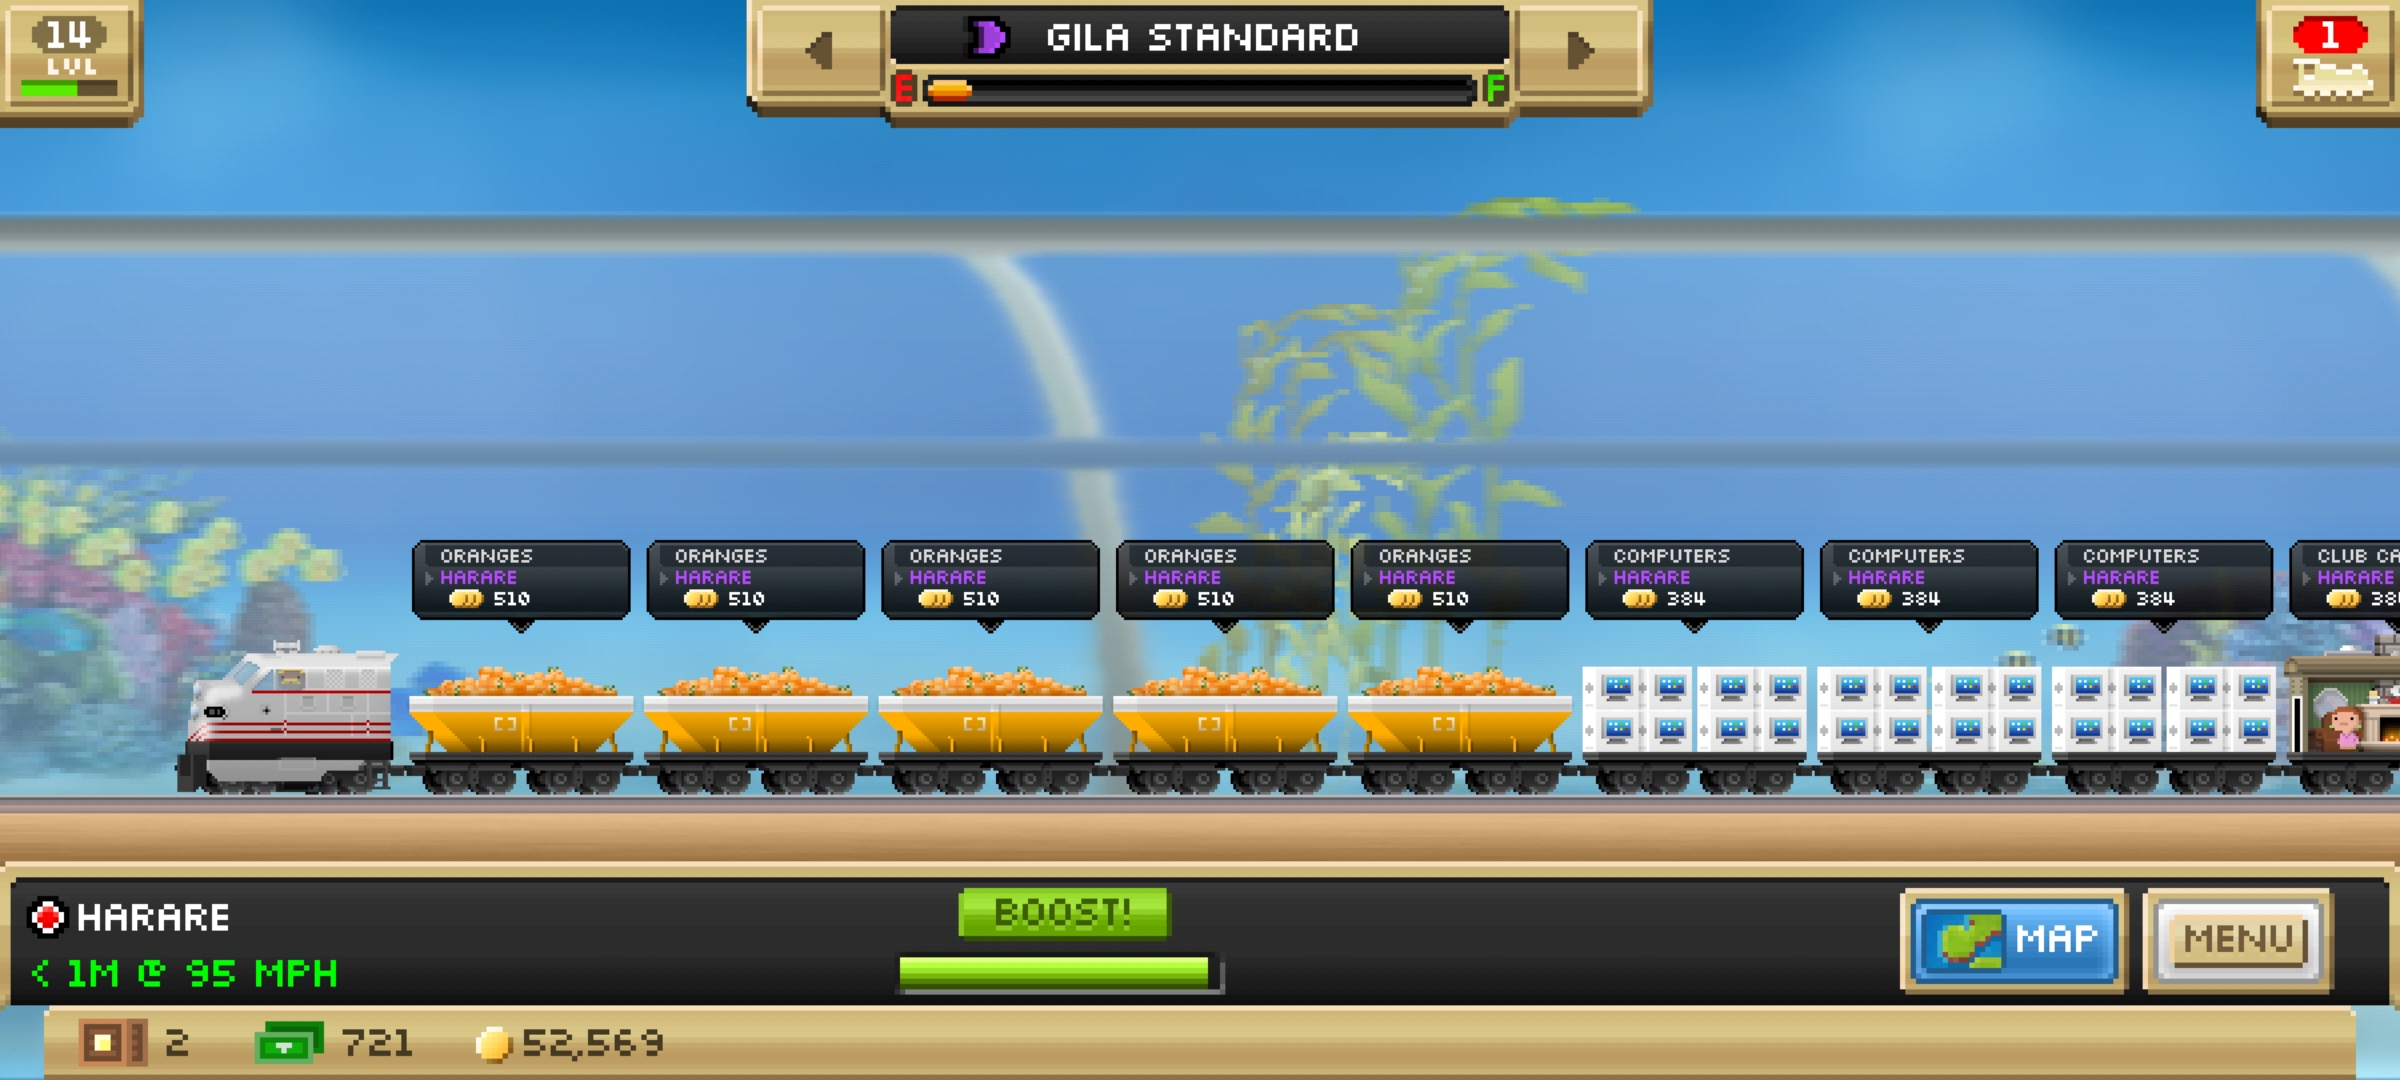 14
LVL
GILA STANDARD
E
F
1
ORANGES
HARARE
510
ORANGES
HARARE
510
ORANGES
HARARE
510
ORANGES
HARARE
510
ORANGES
HARARE
510
COMPUTERS
HARARE
384
COMPUTERS
HARARE
384
COMPUTERS
HARARE
384
CLUB CA
HARARE
HARARE
BOOST!
< 1M @ 95 MPH
MAP
MENU
2
721
52,569